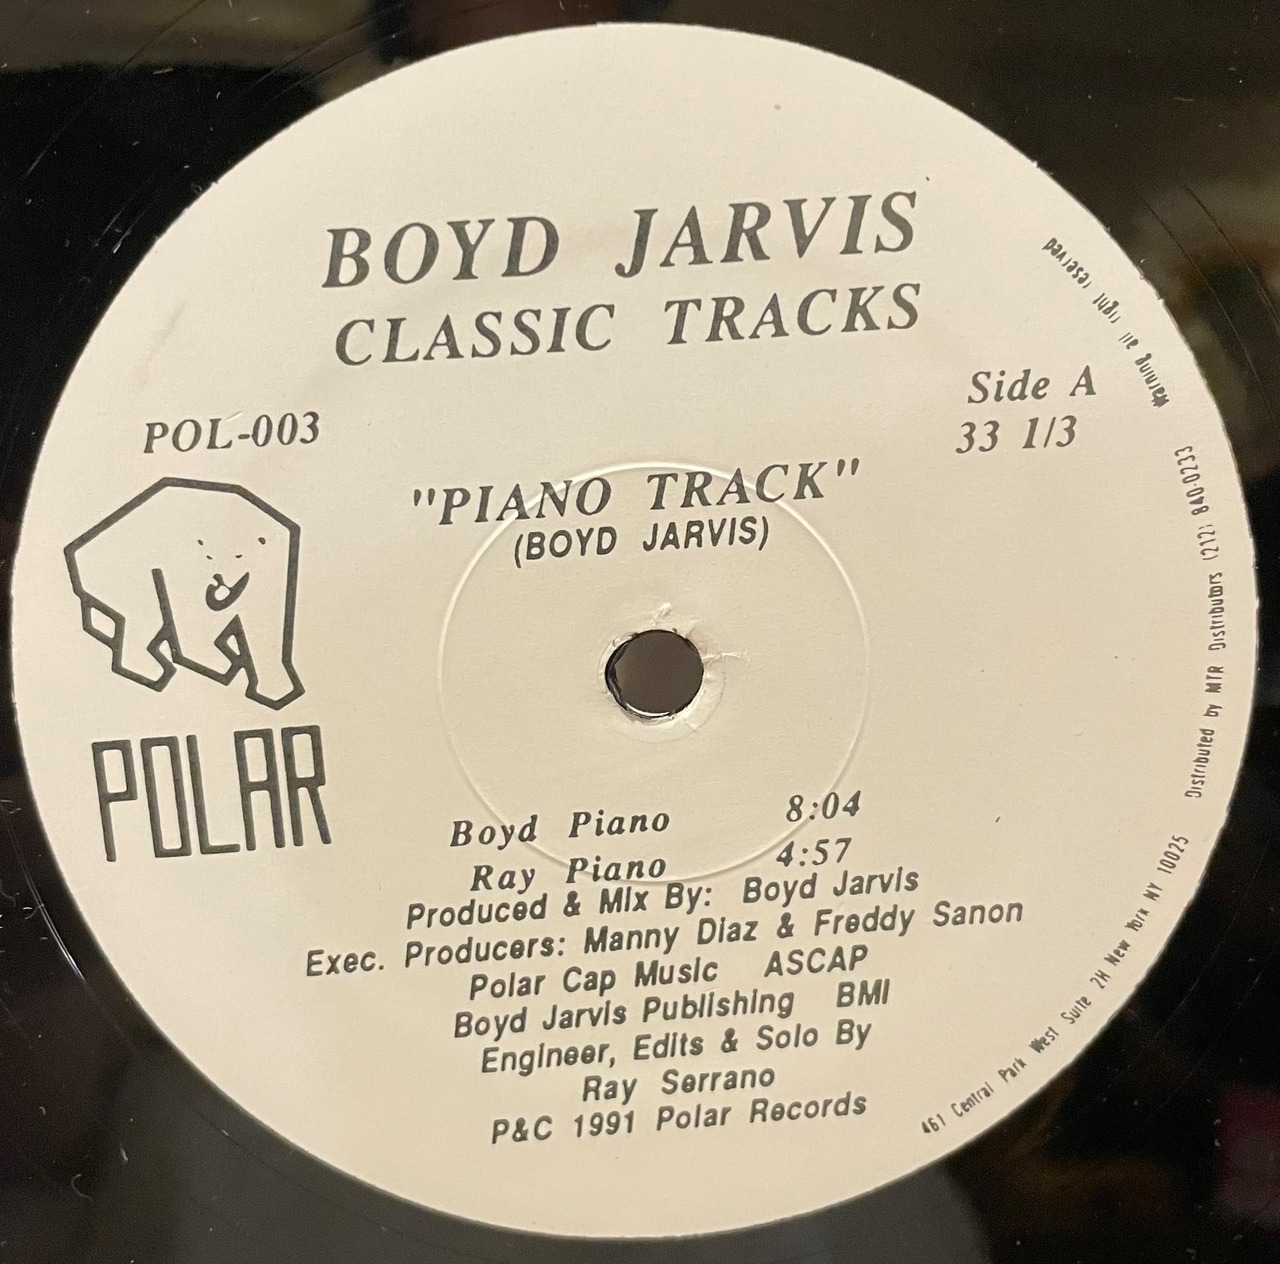 BOYD JARVIS
CLASSIC TRACKS
POL-003
Side A
33 1/3
"PIANO TRACK"
(BOYD JARVIS)
POLAR
Boyd Piano 8:04
Ray Piano 4:57
Produced & Mix By: Boyd Jarvis
Exec. Producers: Manny Diaz & Freddy Sanon
Polar Cap Music ASCAP
Boyd Jarvis Publishing BMI
Engineer, Edits & Solo By
Ray Serrano
P&C 1991 Polar Records
461 Central Park West Suite 2H New York NY 10025 Distributed by MTR Distributors (212) 840-0233 Warning all right reserved